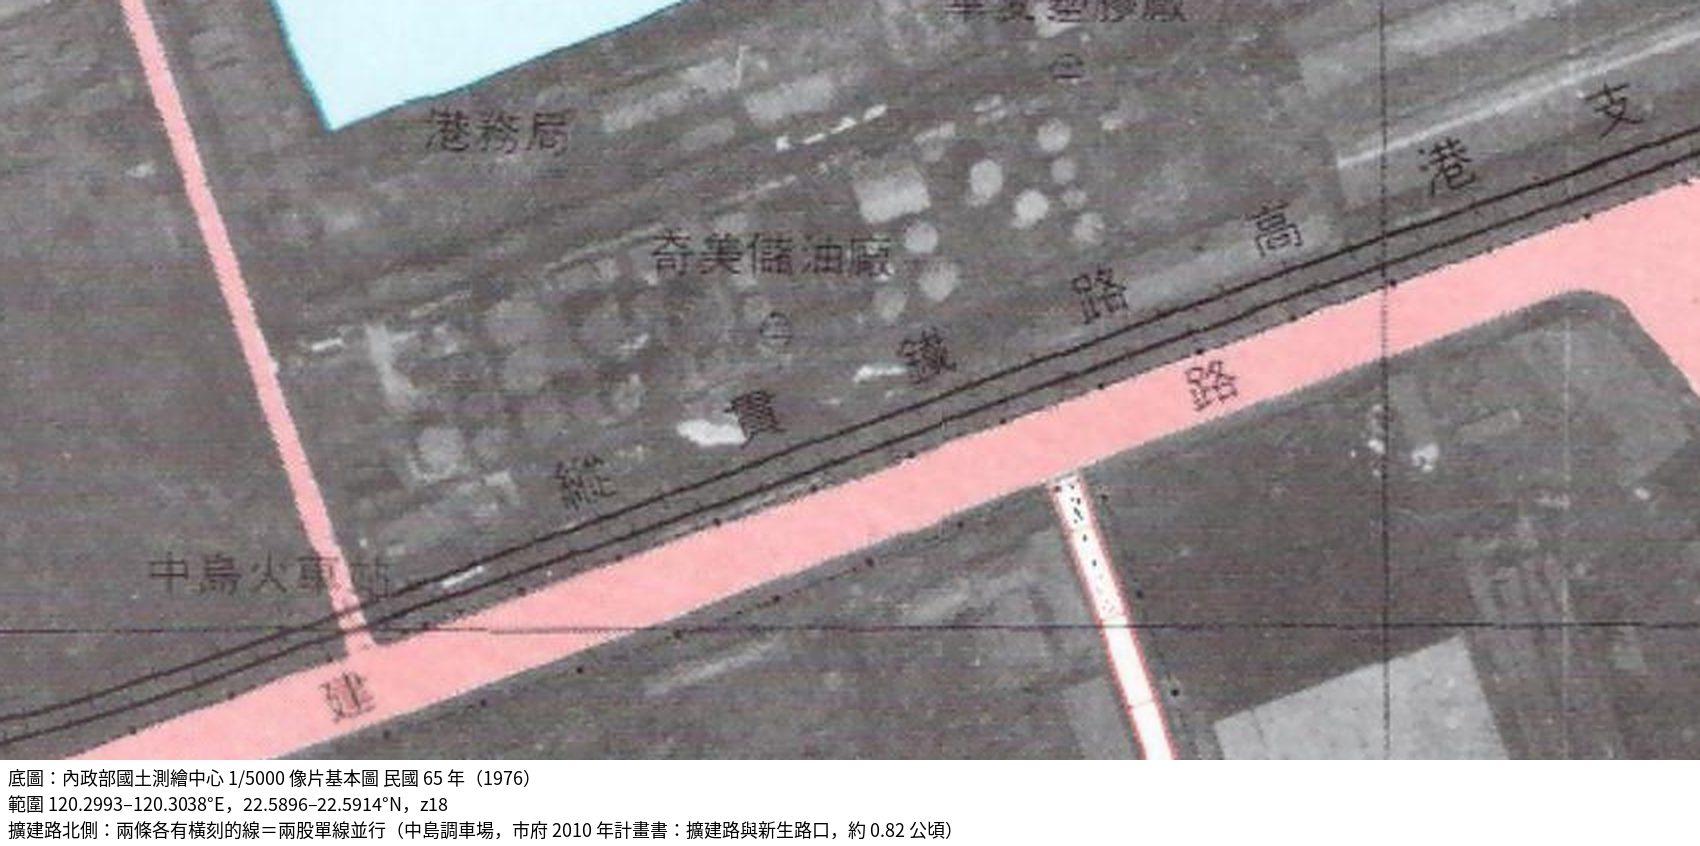 港務局
奇美儲油廠
縱貫鐵路高港支
路
中島火車站
建
底圖：內政部國土測繪中心 1/5000 像片基本圖 民國 65 年（1976）
範圍 120.2993–120.3038°E，22.5896–22.5914°N，z18
擴建路北側：兩條各有橫刻的線＝兩股單線並行（中島調車場，市府 2010 年計畫書：擴建路與新生路口，約 0.82 公頃）